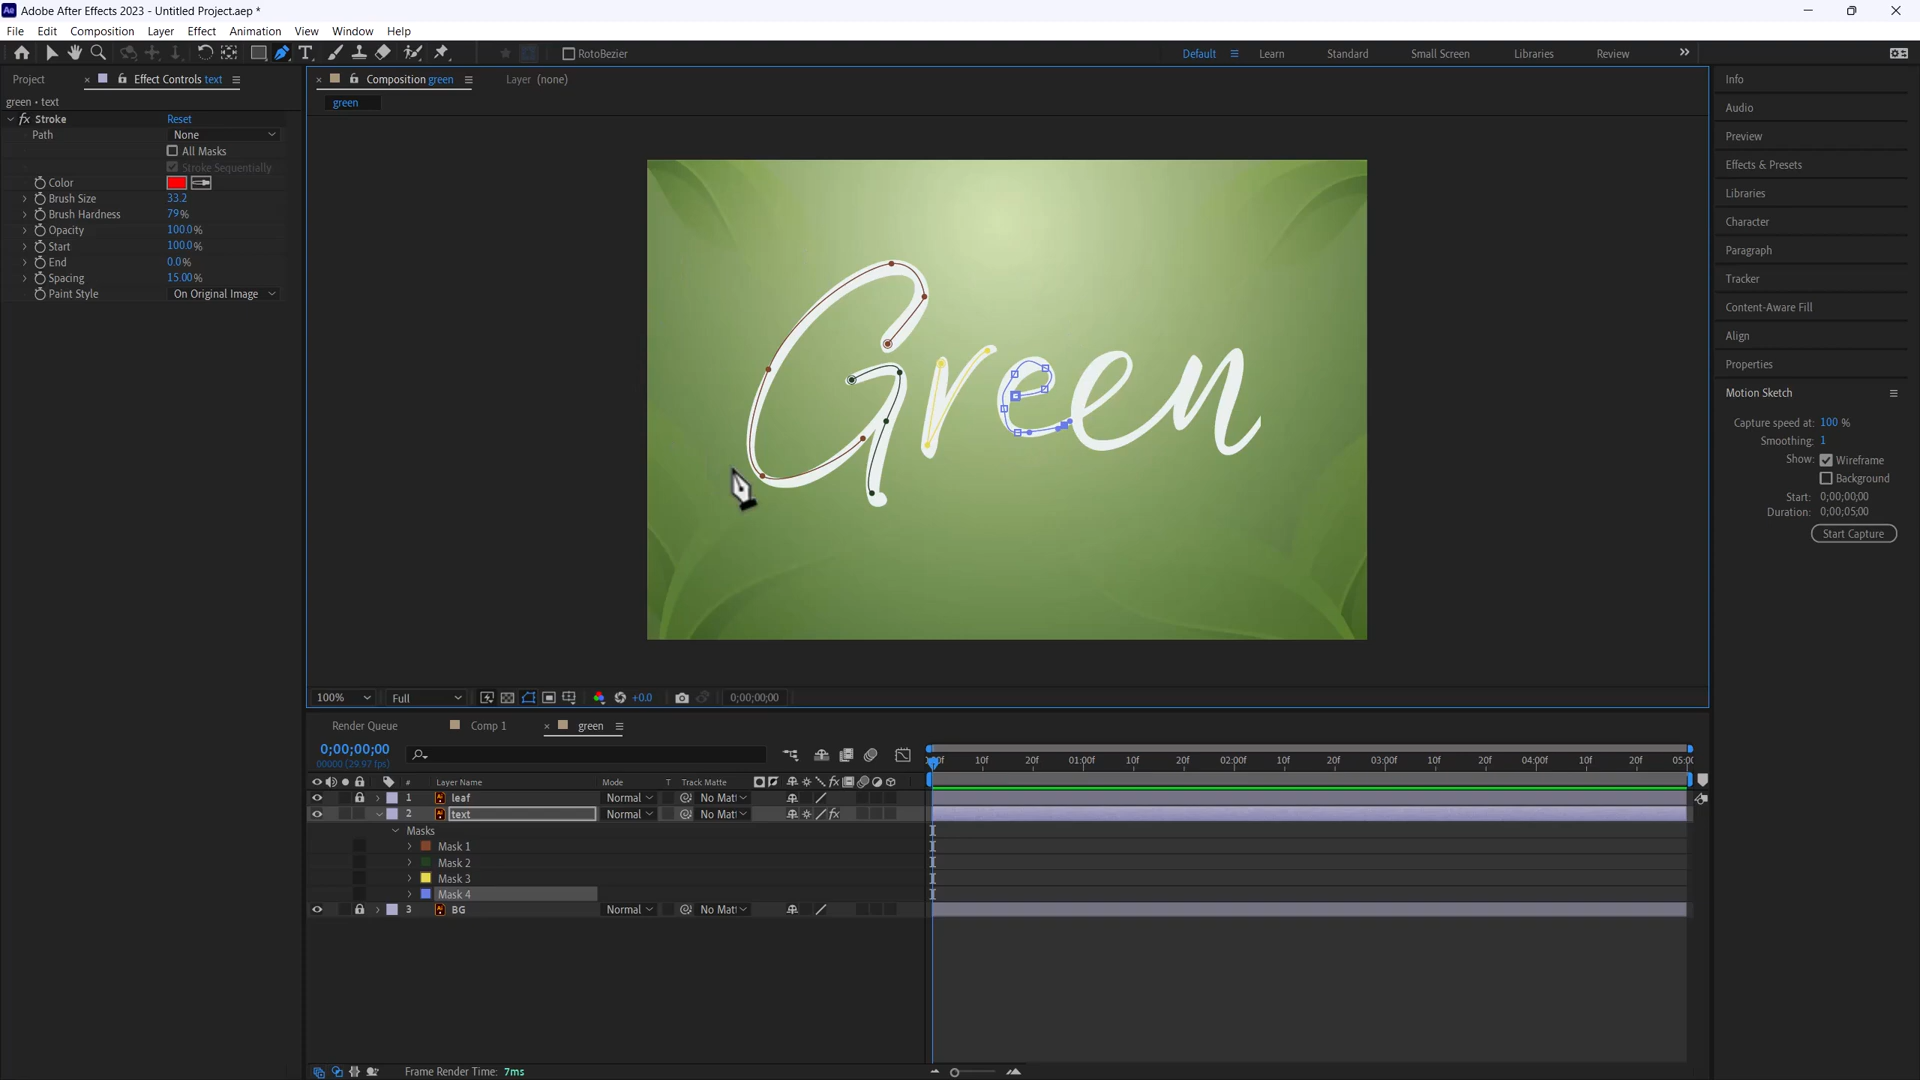 Adobe After Effects 2023 - Untitled Project.aep *
File Edit Composition Layer Effect Animation View Window Help
RotoBezier
Default Learn Standard Small Screen Libraries Review
Project × Effect Controls text
green • text
fx Stroke Reset
Path None
All Masks
Stroke Sequentially
Color
Brush Size 33.2
Brush Hardness 79%
Opacity 100.0%
Start 100.0%
End 0.0%
Spacing 15.00%
Paint Style On Original Image
× Composition green Layer (none)
green
Green
100% Full +0.0 0;00;00;00
Info
Audio
Preview
Effects & Presets
Libraries
Character
Paragraph
Tracker
Content-Aware Fill
Align
Properties
Motion Sketch
Capture speed at: 100 %
Smoothing: 1
Show: Wireframe
Background
Start: 0;00;00;00
Duration: 0;00;05;00
Start Capture
Render Queue Comp 1 × green
0;00;00;00
00000 (29.97 fps)
10f 20f 01:00f 10f 20f 02:00f 10f 20f 03:00f 10f 20f 04:00f 10f 20f 05:00
# Layer Name Mode T Track Matte
1 leaf Normal No Matt
2 text Normal No Matt fx
Masks
Mask 1
Mask 2
Mask 3
Mask 4
3 BG Normal No Matt
Frame Render Time: 7ms